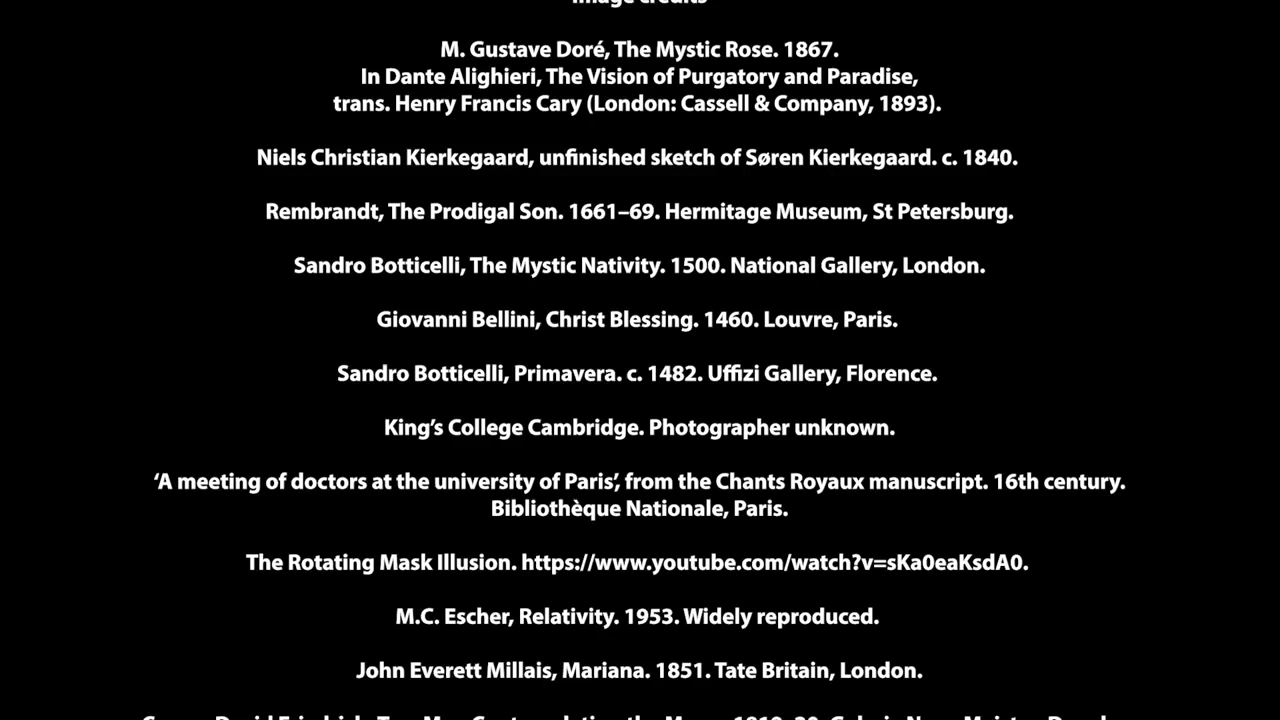 Image credits
M. Gustave Doré, The Mystic Rose. 1867.
In Dante Alighieri, The Vision of Purgatory and Paradise,
trans. Henry Francis Cary (London: Cassell & Company, 1893).
Niels Christian Kierkegaard, unfinished sketch of Søren Kierkegaard. c. 1840.
Rembrandt, The Prodigal Son. 1661–69. Hermitage Museum, St Petersburg.
Sandro Botticelli, The Mystic Nativity. 1500. National Gallery, London.
Giovanni Bellini, Christ Blessing. 1460. Louvre, Paris.
Sandro Botticelli, Primavera. c. 1482. Uffizi Gallery, Florence.
King’s College Cambridge. Photographer unknown.
‘A meeting of doctors at the university of Paris’, from the Chants Royaux manuscript. 16th century.
Bibliothèque Nationale, Paris.
The Rotating Mask Illusion. https://www.youtube.com/watch?v=sKa0eaKsdA0.
M.C. Escher, Relativity. 1953. Widely reproduced.
John Everett Millais, Mariana. 1851. Tate Britain, London.